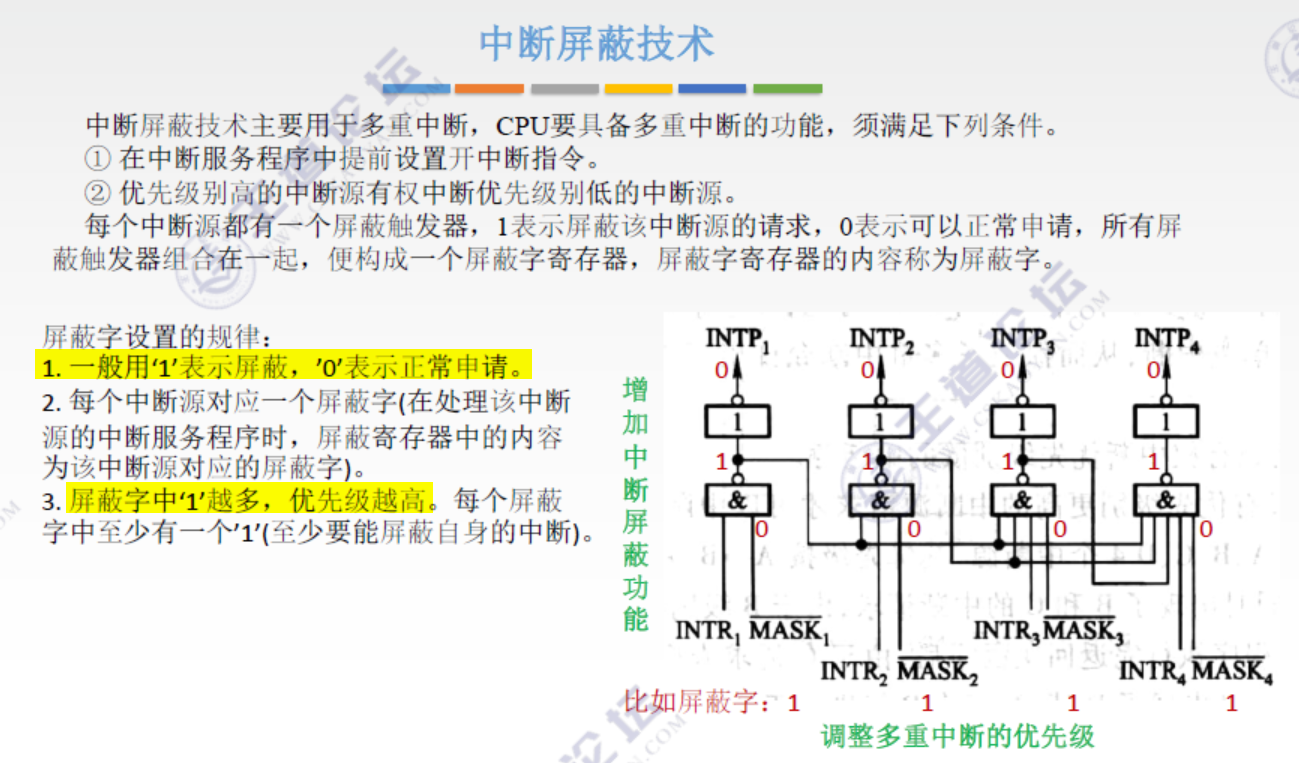 中断屏蔽技术
中断屏蔽技术主要用于多重中断，CPU要具备多重中断的功能，须满足下列条件。
① 在中断服务程序中提前设置开中断指令。
② 优先级别高的中断源有权中断优先级别低的中断源。
每个中断源都有一个屏蔽触发器，1表示屏蔽该中断源的请求，0表示可以正常申请，所有屏
蔽触发器组合在一起，便构成一个屏蔽字寄存器，屏蔽字寄存器的内容称为屏蔽字。
屏蔽字设置的规律：
1. 一般用‘1’表示屏蔽，’0’表示正常申请。
2. 每个中断源对应一个屏蔽字(在处理该中断
源的中断服务程序时，屏蔽寄存器中的内容
为该中断源对应的屏蔽字)。
3. 屏蔽字中‘1’越多，优先级越高。每个屏蔽
字中至少有一个’1’(至少要能屏蔽自身的中断)。
增加中断屏蔽功能
INTP₁ INTP₂ INTP₃ INTP₄
0 0 0 0
1 1 1 1
1 1 1 1
& & & &
0 0 0 0
INTR₁ M̅A̅S̅K̅₁ INTR₃ M̅A̅S̅K̅₃
INTR₂ M̅A̅S̅K̅₂ INTR₄ M̅A̅S̅K̅₄
比如屏蔽字：1 1 1 1
调整多重中断的优先级
王道论坛